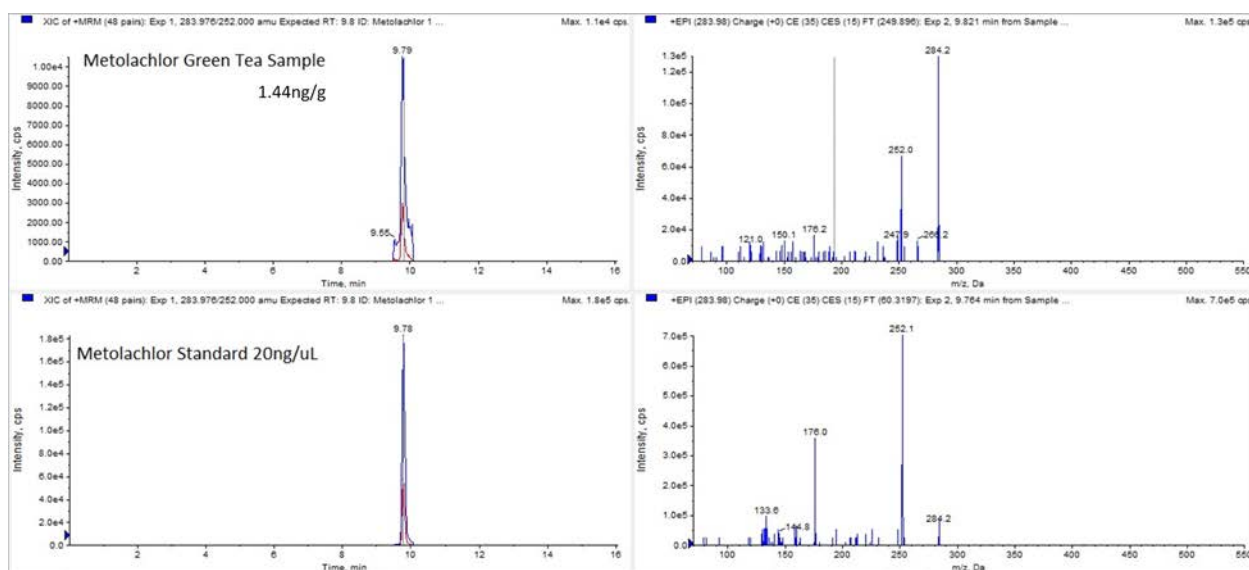 XIC of +MRM (48 pairs): Exp 1, 283.976/252.000 amu Expected RT: 9.8 ID: Metolachlor 1 ... Max. 1.1e4 cps.
9.79
Metolachlor Green Tea Sample
1.44ng/g
1.00e4
9000.00
8000.00
7000.00
6000.00
5000.00
4000.00
3000.00
2000.00
1000.00
0.00
9.55
Intensity, cps
2 4 6 8 10 12 14 16
Time, min
+EPI (283.98) Charge (+0) CE (35) CES (15) FT (249.896): Exp 2, 9.821 min from Sample ... Max. 1.3e5 cps.
284.2
1.3e5
1.0e5
8.0e4
6.0e4
4.0e4
2.0e4
0.0
252.0
121.0 150.1 176.2 247.9 266.2
Intensity, cps
100 150 200 250 300 350 400 450 500 550
m/z, Da
XIC of +MRM (48 pairs): Exp 1, 283.976/252.000 amu Expected RT: 9.8 ID: Metolachlor 1 ... Max. 1.8e5 cps.
9.78
Metolachlor Standard 20ng/uL
1.8e5
1.6e5
1.4e5
1.2e5
1.0e5
8.0e4
6.0e4
4.0e4
2.0e4
0.0
Intensity, cps
2 4 6 8 10 12 14 16
Time, min
+EPI (283.98) Charge (+0) CE (35) CES (15) FT (60.3197): Exp 2, 9.764 min from Sample ... Max. 7.0e5 cps.
252.1
7.0e5
6.0e5
5.0e5
4.0e5
3.0e5
2.0e5
1.0e5
0.0
176.0
133.6 144.8 284.2
Intensity, cps
100 150 200 250 300 350 400 450 500 550
m/z, Da